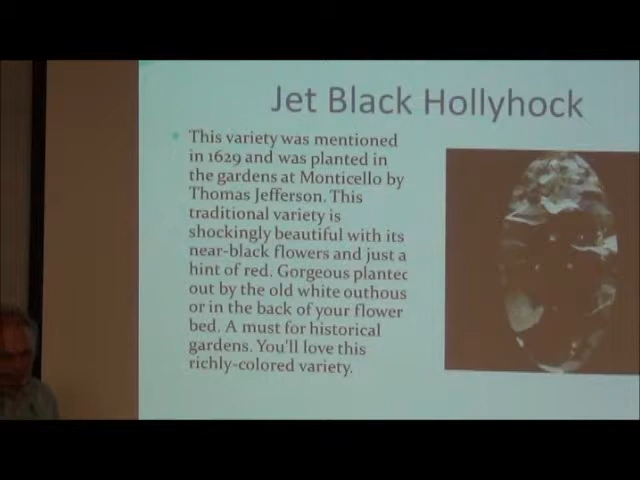 Jet Black Hollyhock
This variety was mentioned
in 1629 and was planted in
the gardens at Monticello by
Thomas Jefferson. This
traditional variety is
shockingly beautiful with its
near-black flowers and just a
hint of red. Gorgeous plantec
out by the old white outhous
or in the back of your flower
bed. A must for historical
gardens. You'll love this
richly-colored variety.